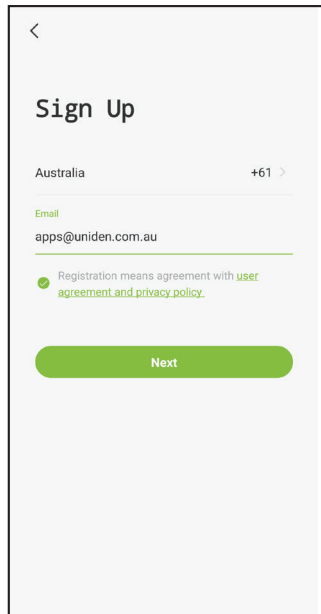 Sign Up
Australia +61
Email
apps@uniden.com.au
Registration means agreement with user
agreement and privacy policy
Next